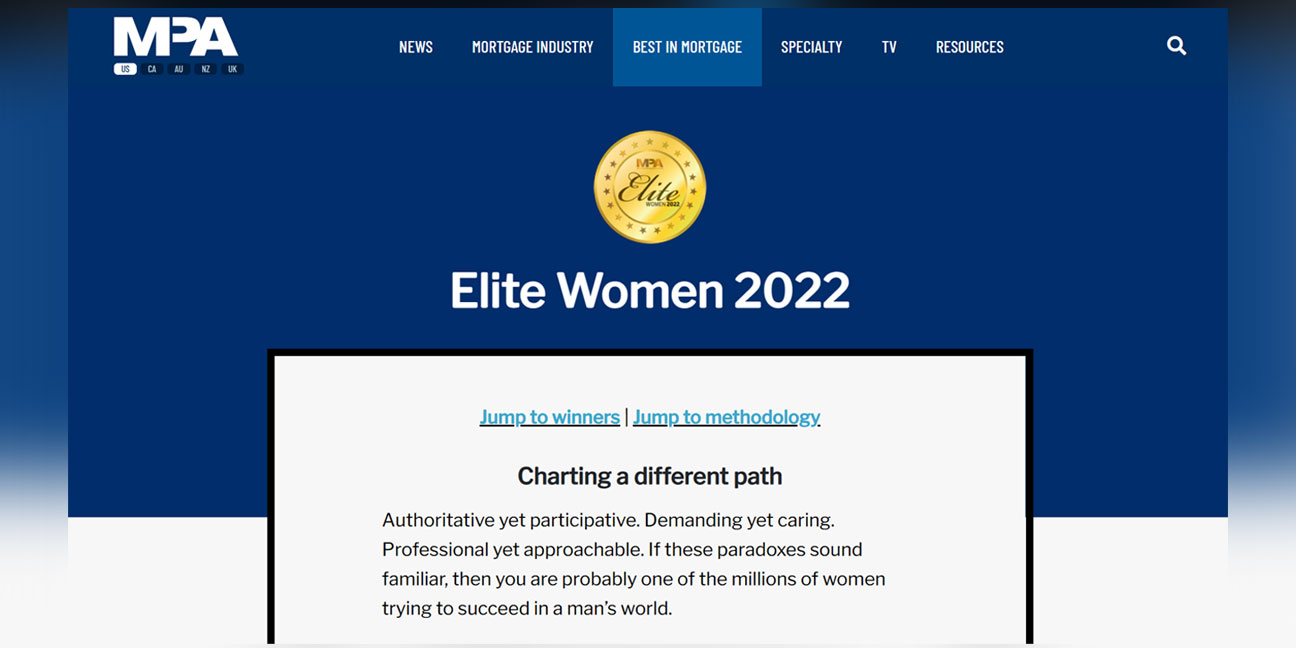 MPA
US CA AU NZ UK
NEWS MORTGAGE INDUSTRY BEST IN MORTGAGE SPECIALTY TV RESOURCES
MPA
Elite
WOMEN 2022
Elite Women 2022
Jump to winners | Jump to methodology
Charting a different path
Authoritative yet participative. Demanding yet caring.
Professional yet approachable. If these paradoxes sound
familiar, then you are probably one of the millions of women
trying to succeed in a man’s world.